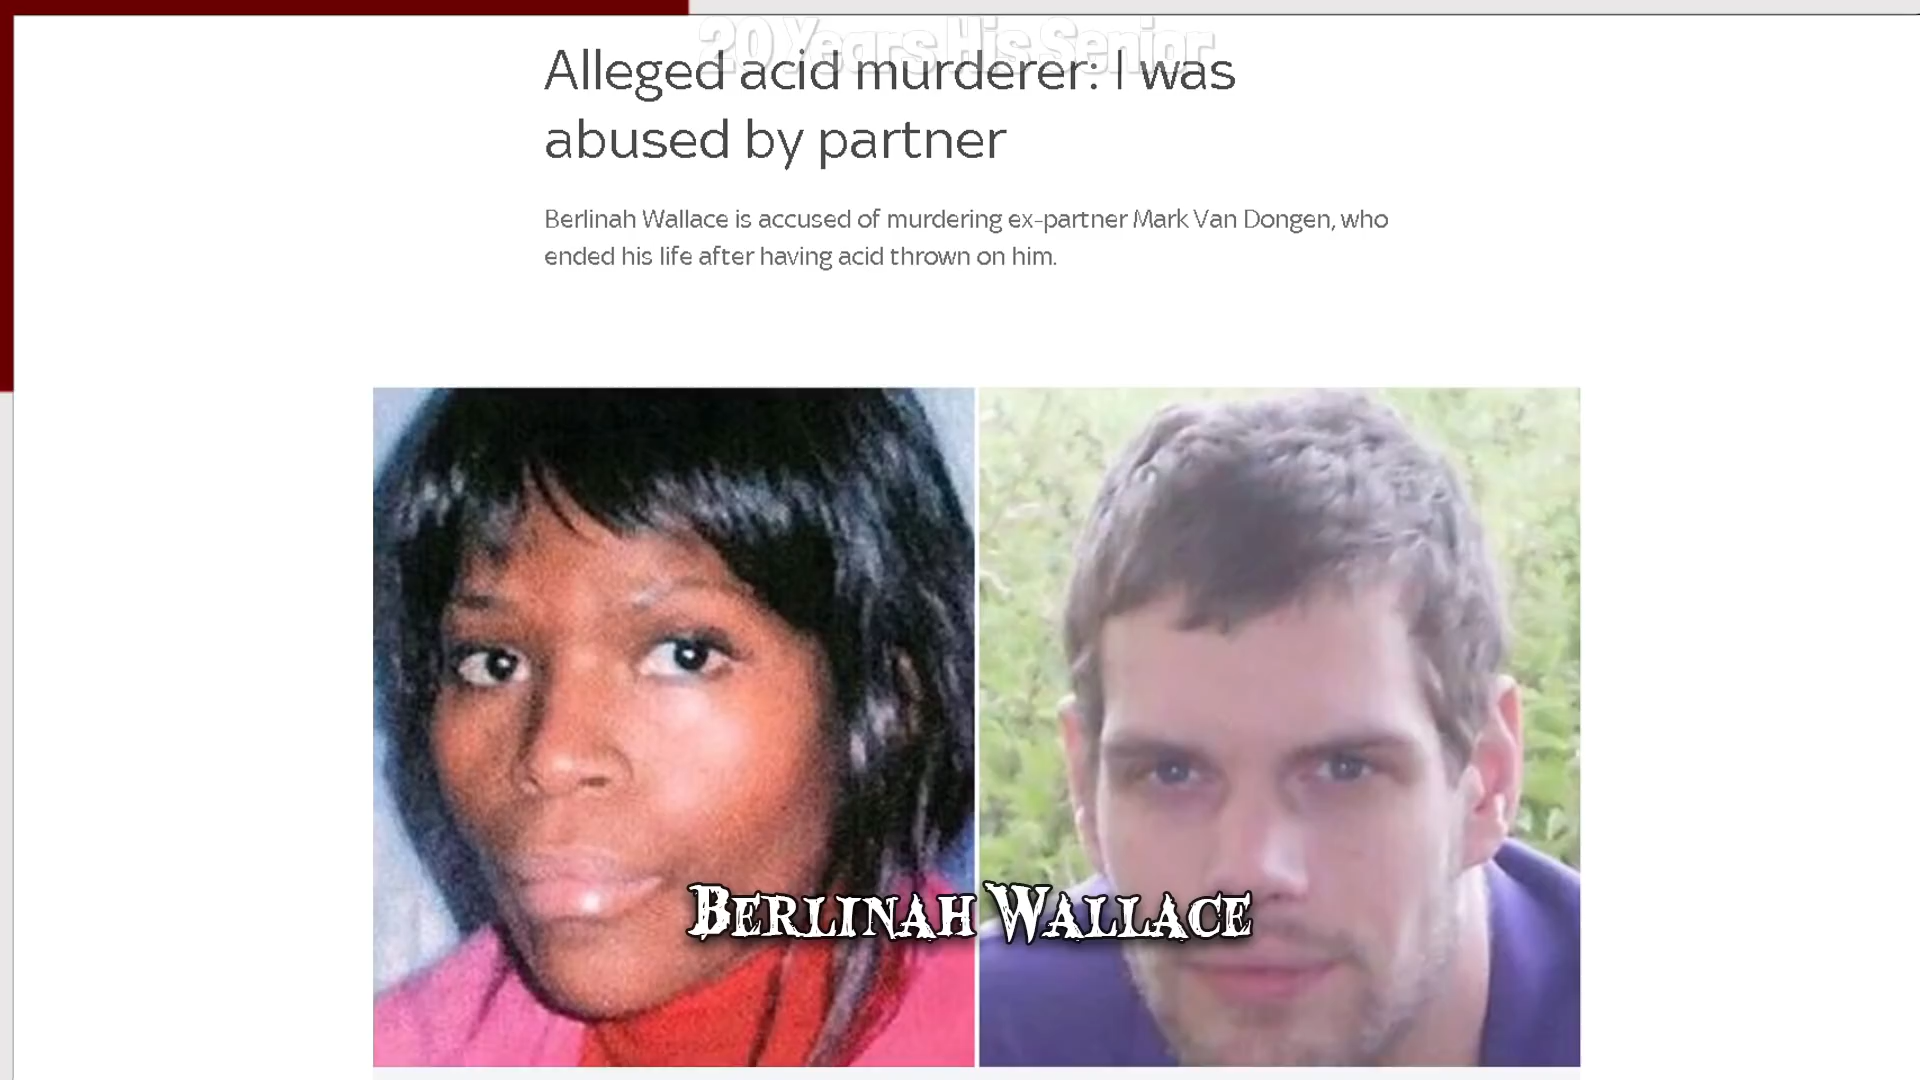 20 Years His Senior
Alleged acid murderer: I was
abused by partner
Berlinah Wallace is accused of murdering ex-partner Mark Van Dongen, who
ended his life after having acid thrown on him.
BERLINAH WALLACE